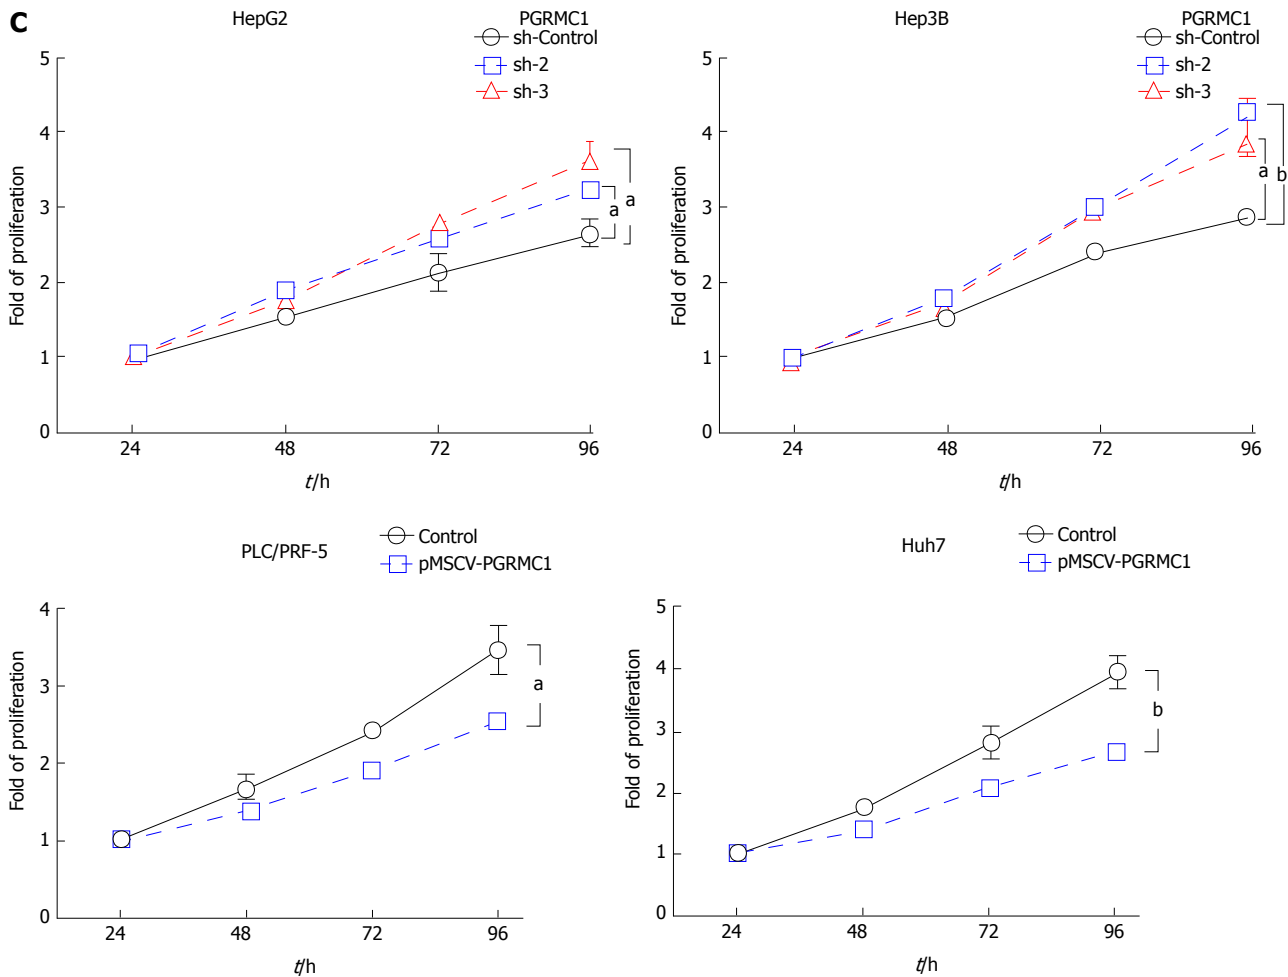 C
HepG2
PGRMC1
sh-Control
sh-2
sh-3
5
4
3
2
1
0
Fold of proliferation
a
a
24
48
72
96
t/h
Hep3B
PGRMC1
sh-Control
sh-2
sh-3
5
4
3
2
1
0
Fold of proliferation
a
b
24
48
72
96
t/h
PLC/PRF-5
Control
pMSCV-PGRMC1
4
3
2
1
0
Fold of proliferation
a
24
48
72
96
t/h
Huh7
Control
pMSCV-PGRMC1
5
4
3
2
1
0
Fold of proliferation
b
24
48
72
96
t/h